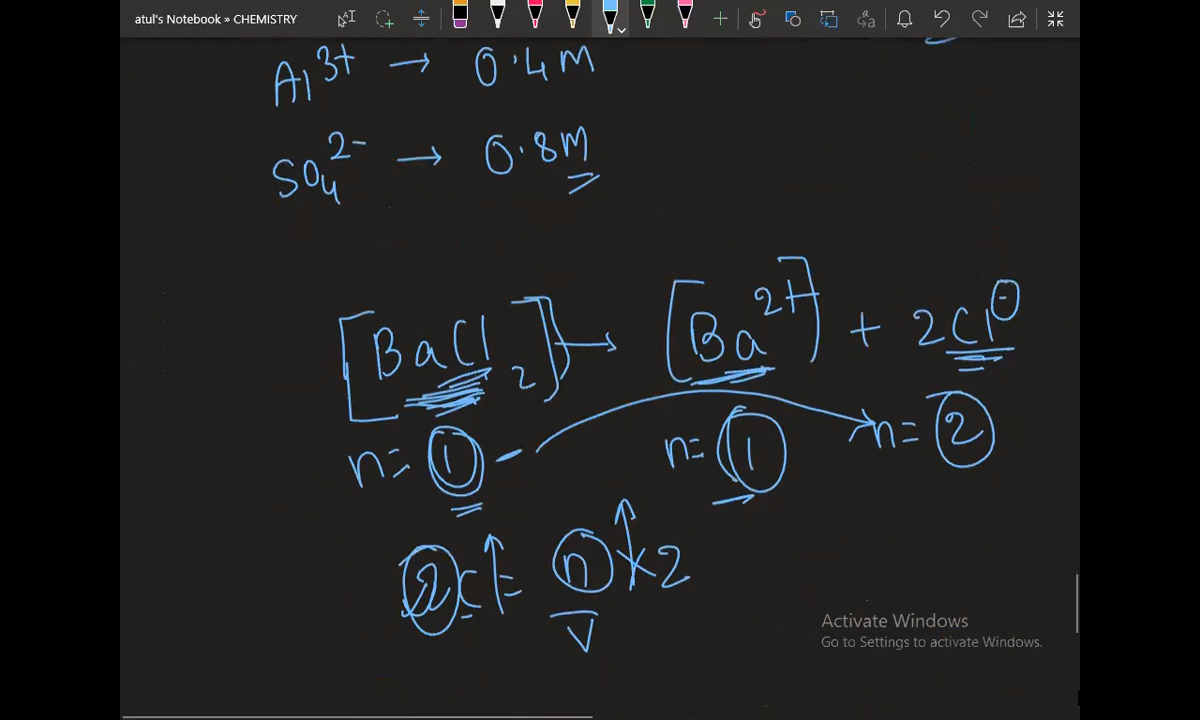 atul's Notebook » CHEMISTRY
Al³⁺ → 0.4M
SO₄²⁻ → 0.8M
[BaCl₂] → [Ba²⁺] + 2Cl⊖
n= 1 n= 1 n= 2
2C = n × 2
V
Activate Windows
Go to Settings to activate Windows.